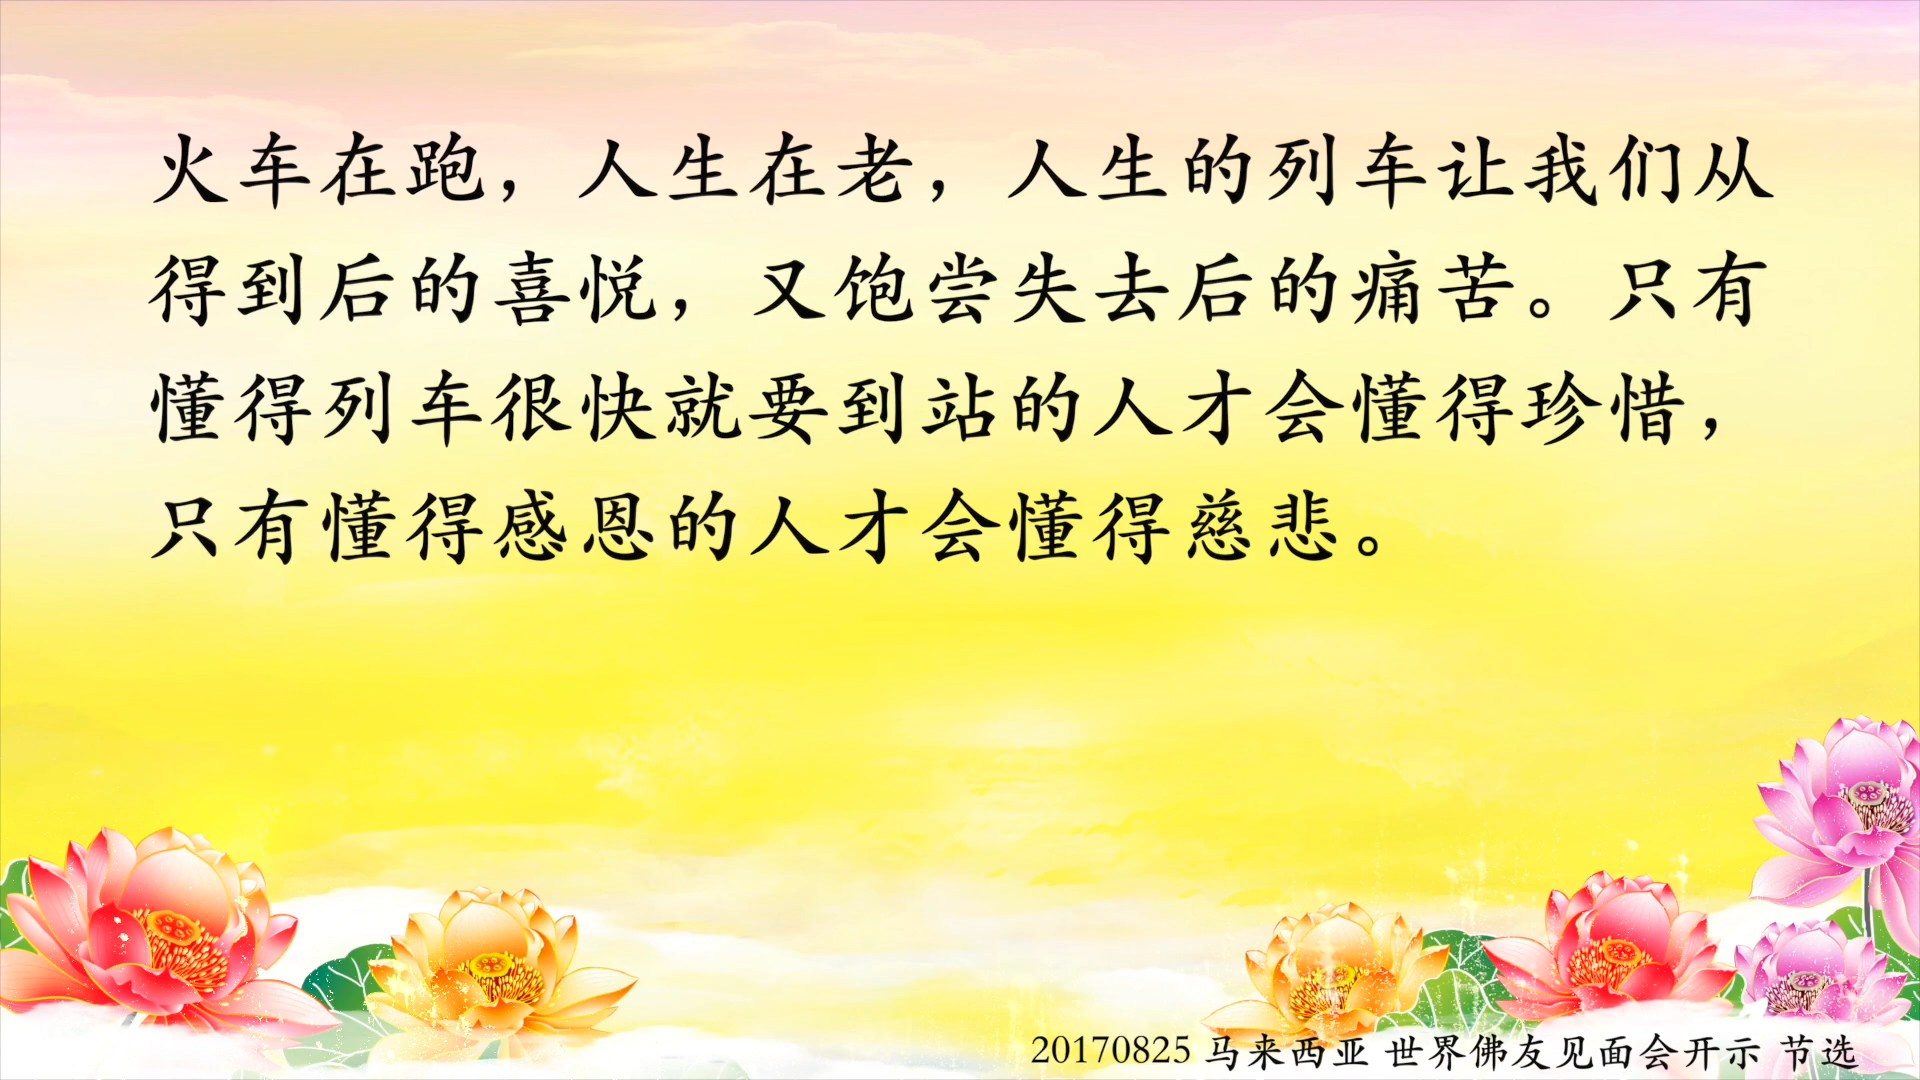 火车在跑，人生在老，人生的列车让我们从
得到后的喜悦，又饱尝失去后的痛苦。只有
懂得列车很快就要到站的人才会懂得珍惜，
只有懂得感恩的人才会懂得慈悲。
20170825 马来西亚 世界佛友见面会开示 节选